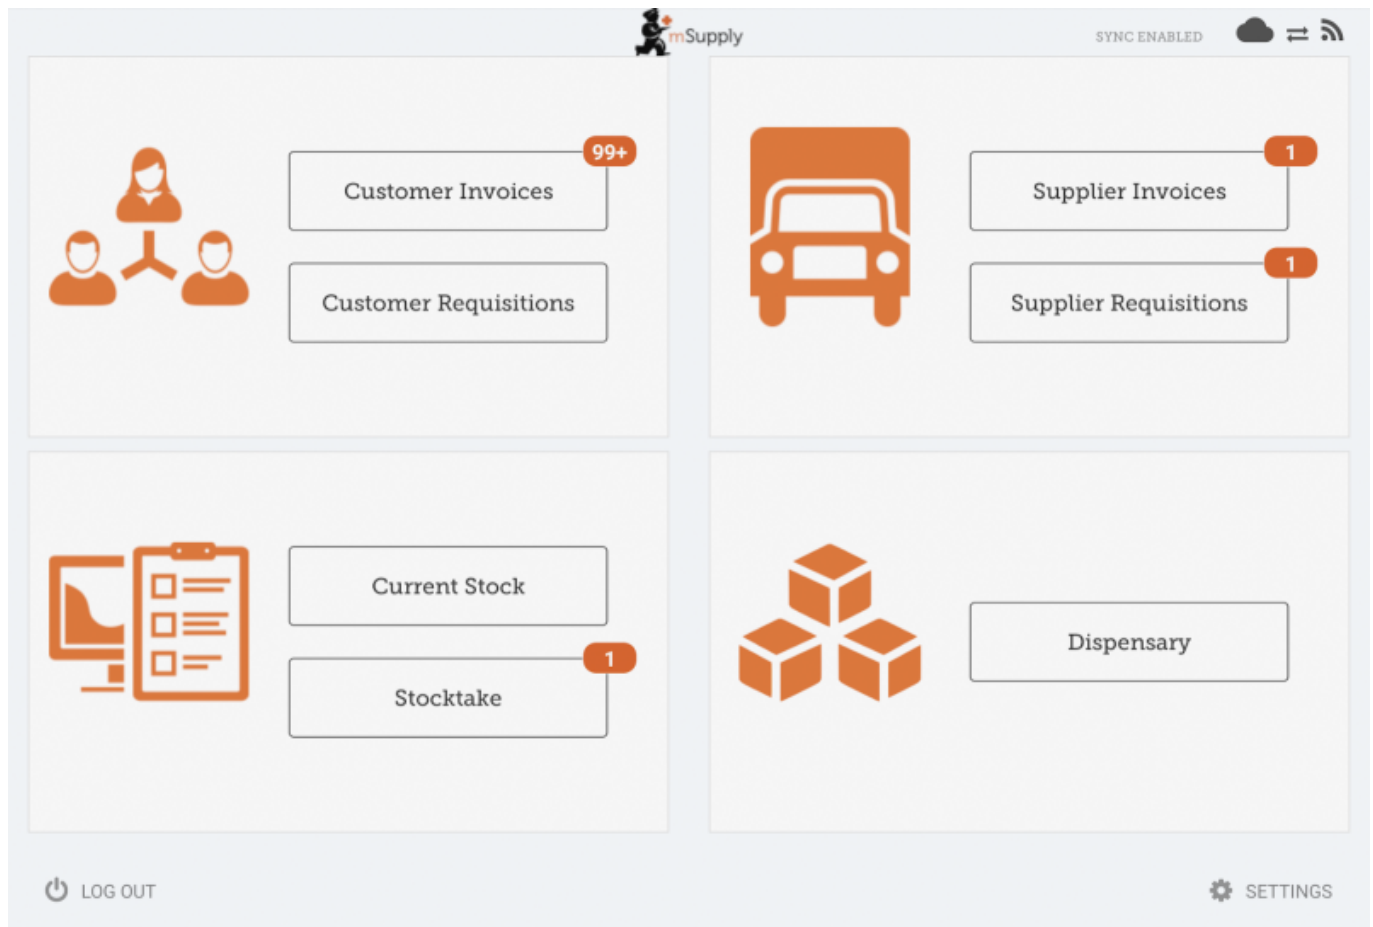 mSupply
SYNC ENABLED
99+
Customer Invoices
Customer Requisitions
1
Supplier Invoices
1
Supplier Requisitions
Current Stock
1
Stocktake
Dispensary
LOG OUT
SETTINGS